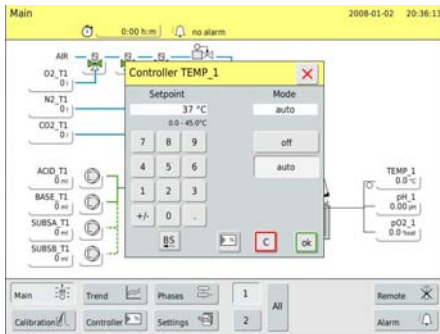 Main 2008-01-02 20:36:13
0:00 h:m no alarm
AIR
O2_T1
0 l
N2_T1
0 l
CO2_T1
0 l
ACID_T1
0 ml
BASE_T1
0 ml
SUBSA_T1
0 ml
SUBSB_T1
0 ml
Controller TEMP_1
Setpoint Mode
37 °C auto
0.0 - 45.0°C
7 8 9 off
4 5 6 auto
1 2 3
+/- 0 .
BS C ok
TEMP_1
0.0 °C
pH_1
0.00 pH
pO2_1
0.0 %sat
Main Trend Phases 1 All Remote
Calibration Controller Settings 2 Alarm